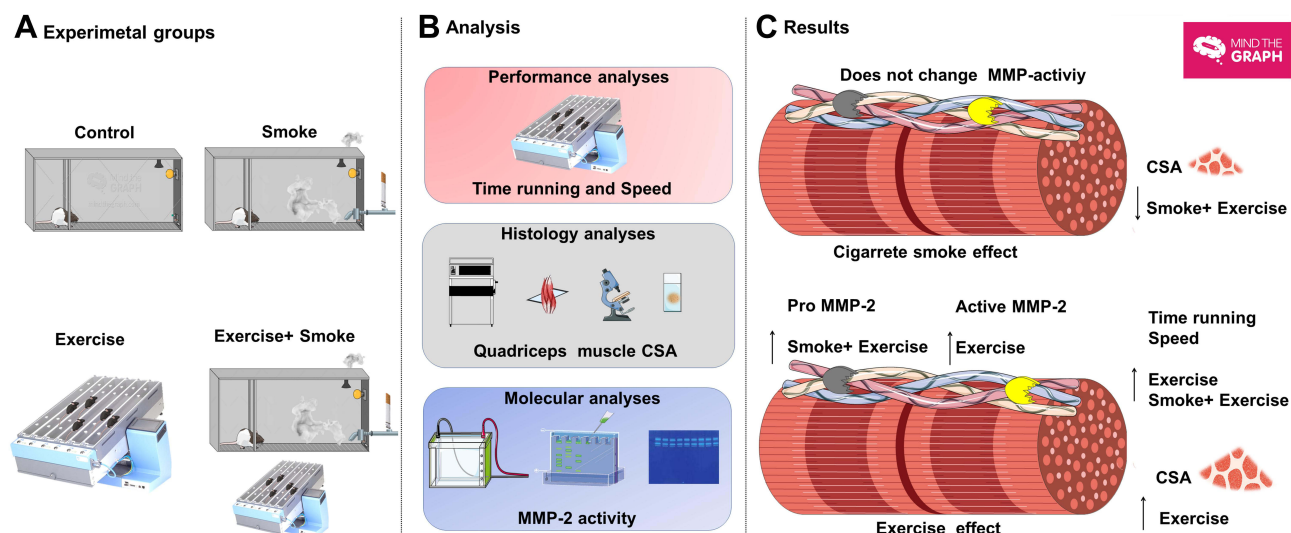 A Experimetal groups
Control
Smoke
MIND THE
GRAPH
Exercise
Exercise+ Smoke
B Analysis
Performance analyses
Time running and Speed
Histology analyses
Quadriceps muscle CSA
Molecular analyses
MMP-2 activity
C Results
MIND THE
GRAPH
Does not change MMP-activiy
CSA
Smoke+ Exercise
Cigarrete smoke effect
Pro MMP-2
Smoke+ Exercise
Active MMP-2
Exercise
Time running
Speed
Exercise
Smoke+ Exercise
CSA
Exercise
Exercise effect